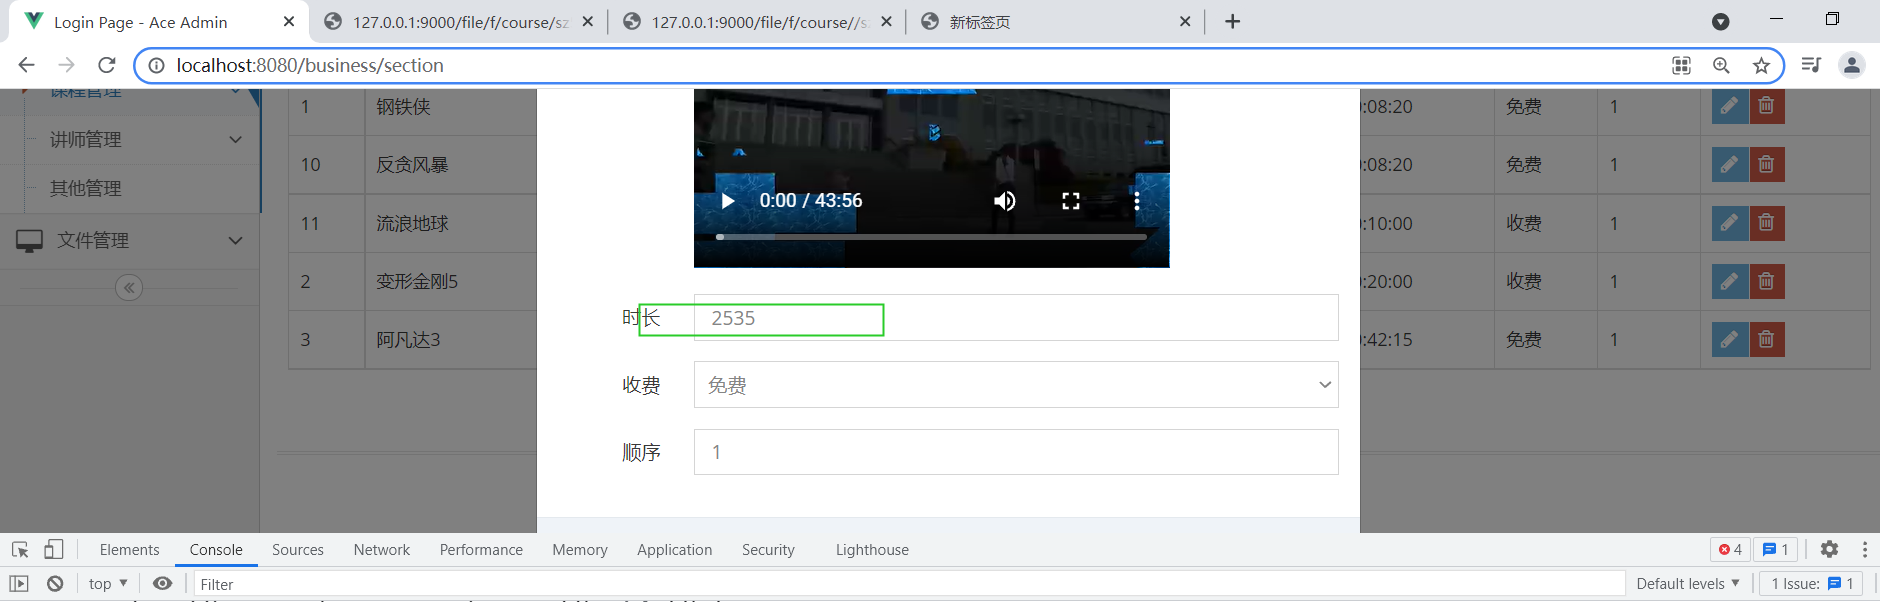 Login Page - Ace Admin
127.0.0.1:9000/file/f/course/sz
127.0.0.1:9000/file/f/course//s
新标签页
localhost:8080/business/section
课程管理
1 钢铁侠 :08:20 免费 1
讲师管理
10 反贪风暴 :08:20 免费 1
其他管理
0:00 / 43:56
11 流浪地球 :10:00 收费 1
文件管理
2 变形金刚5 :20:00 收费 1
时长 2535
3 阿凡达3 :42:15 免费 1
收费 免费
顺序 1
Elements Console Sources Network Performance Memory Application Security Lighthouse 4 1
top Filter Default levels 1 Issue: 1